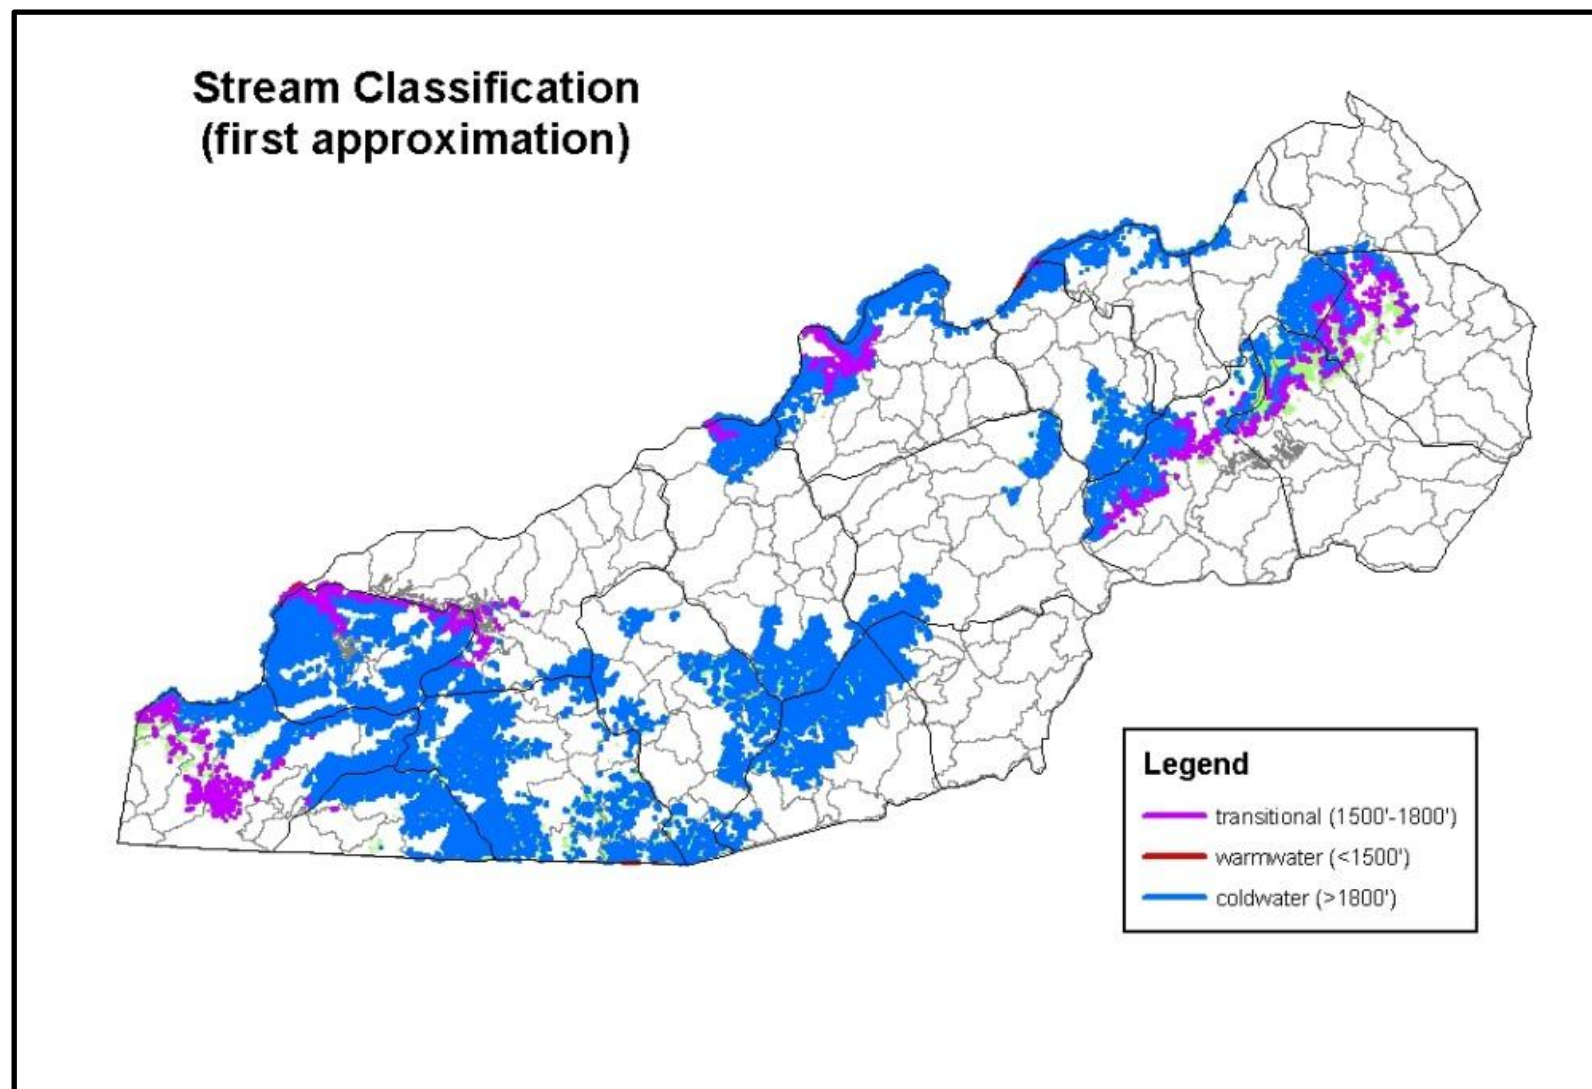 Stream Classification
(first approximation)
Legend
transitional (1500'-1800')
warmwater (<1500')
coldwater (>1800')